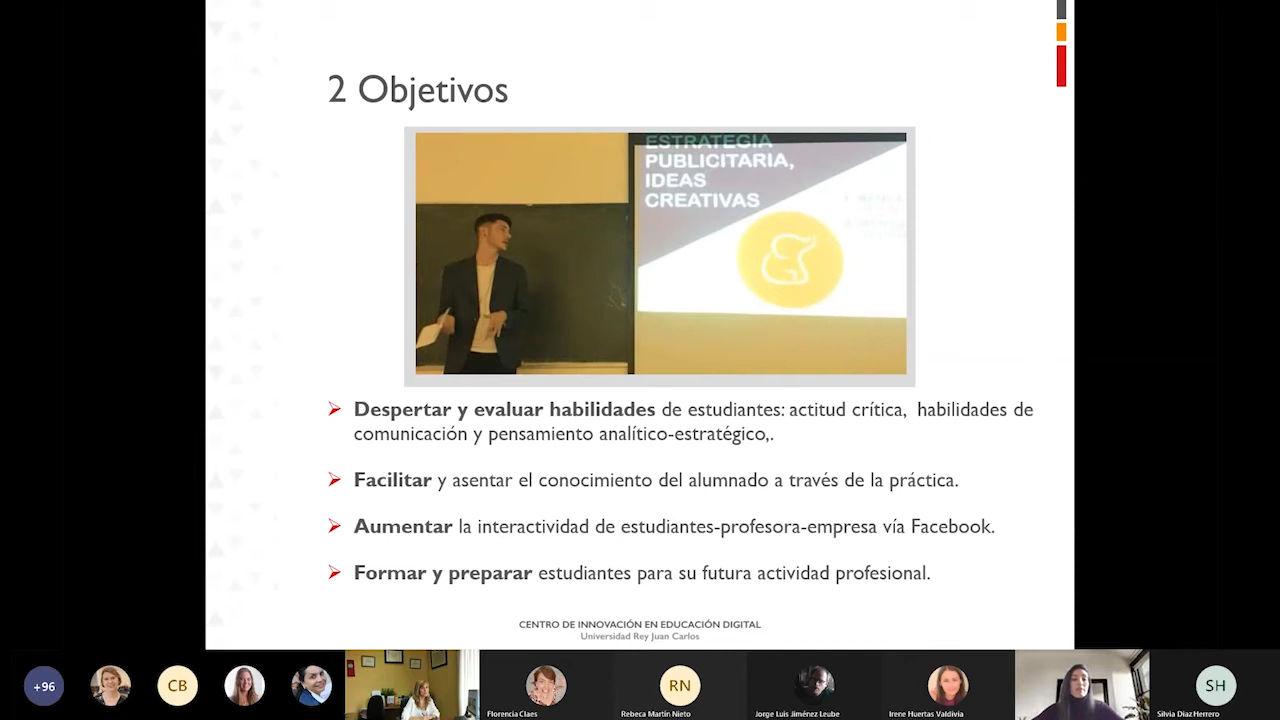 2 Objetivos
ESTRATEGIA
PUBLICITARIA,
IDEAS
CREATIVAS
Despertar y evaluar habilidades de estudiantes: actitud crítica, habilidades de
comunicación y pensamiento analítico-estratégico,.
Facilitar y asentar el conocimiento del alumnado a través de la práctica.
Aumentar la interactividad de estudiantes-profesora-empresa vía Facebook.
Formar y preparar estudiantes para su futura actividad profesional.
CENTRO DE INNOVACIÓN EN EDUCACIÓN DIGITAL
Universidad Rey Juan Carlos
+96
CB
RN
SH
Florencia Claes
Rebeca Martín Nieto
Jorge Luis Jiménez Leube
Irene Huertas Valdivia
Silvia Díaz Herrero